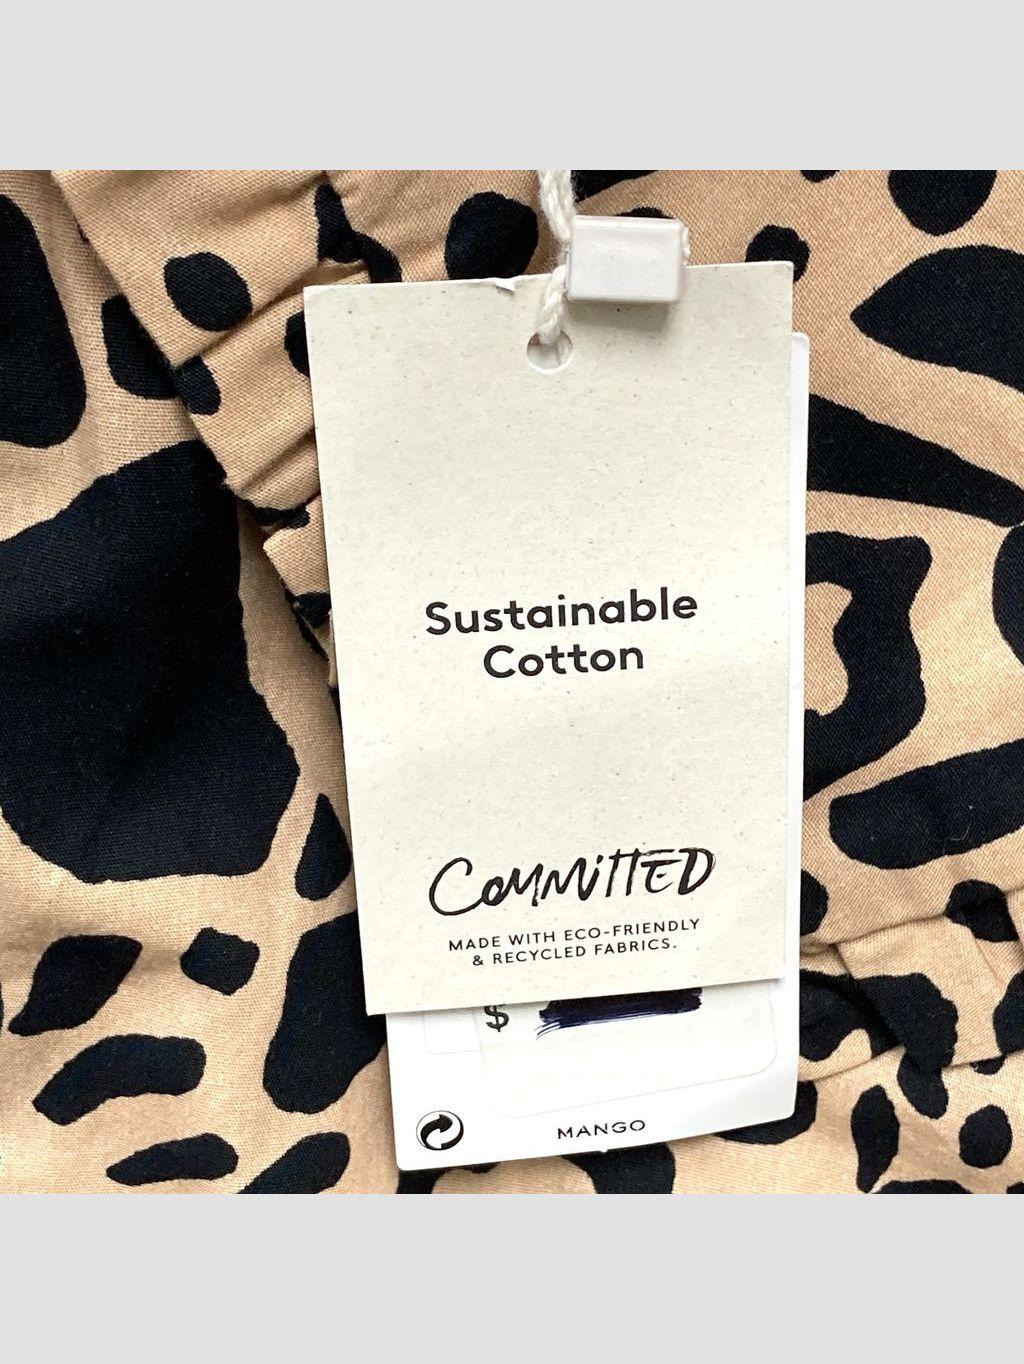 Sustainable
Cotton
COMMITTED
MADE WITH ECO-FRIENDLY
& RECYCLED FABRICS.
$
MANGO